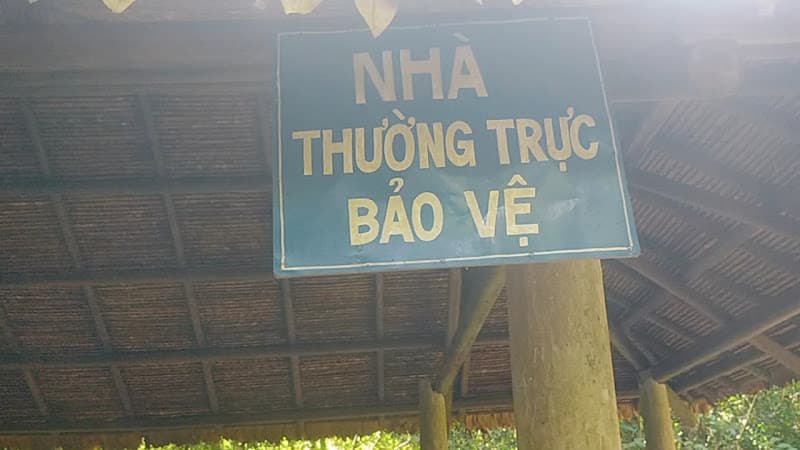 NHÀ
THƯỜNG TRỰC
BẢO VỆ